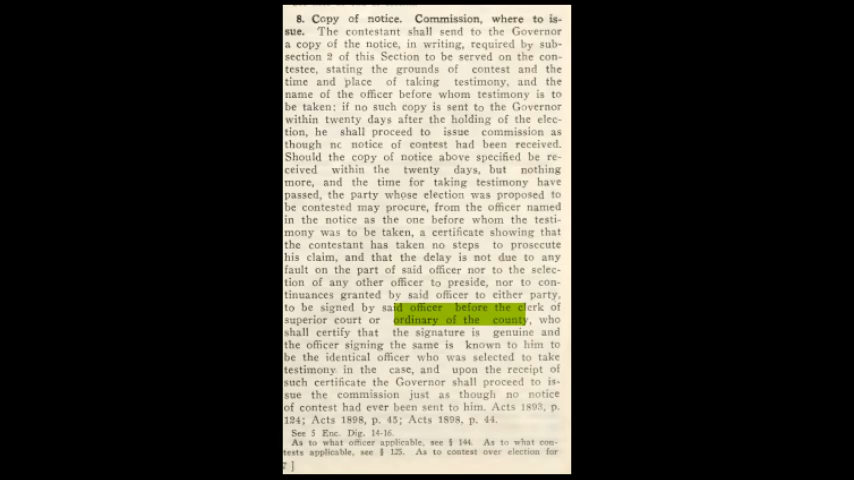 8. Copy of notice. Commission, where to is-
sue. The contestant shall send to the Governor
a copy of the notice, in writing, required by sub-
section 2 of this Section to be served on the con-
testee, stating the grounds of contest and the
time and place of taking testimony, and the
name of the officer before whom testimony is to
be taken; if no such copy is sent to the Governor
within twenty days after the holding of the elec-
tion, he shall proceed to issue commission as
though nc notice of contest had been received.
Should the copy of notice above specified be re-
ceived within the twenty days, but nothing
more, and the time for taking testimony have
passed, the party whose election was proposed to
be contested may procure, from the officer named
in the notice as the one before whom the testi-
mony was to be taken, a certificate showing that
the contestant has taken no steps to prosecute
his claim, and that the delay is not due to any
fault on the part of said officer nor to the selec-
tion of any other officer to preside, nor to con-
tinuances granted by said officer to either party,
to be signed by said officer before the clerk of
superior court or ordinary of the county, who
shall certify that the signature is genuine and
the officer signing the same is known to him to
be the identical officer who was selected to take
testimony in the case, and upon the receipt of
such certificate the Governor shall proceed to is-
sue the commission just as though no notice
of contest had ever been sent to him. Acts 1893, p.
124; Acts 1898, p. 45; Acts 1898, p. 44.
See 5 Enc. Dig. 14-16.
As to what officer applicable, see § 144. As to what con-
tests applicable, see § 125. As to contest over election for
]